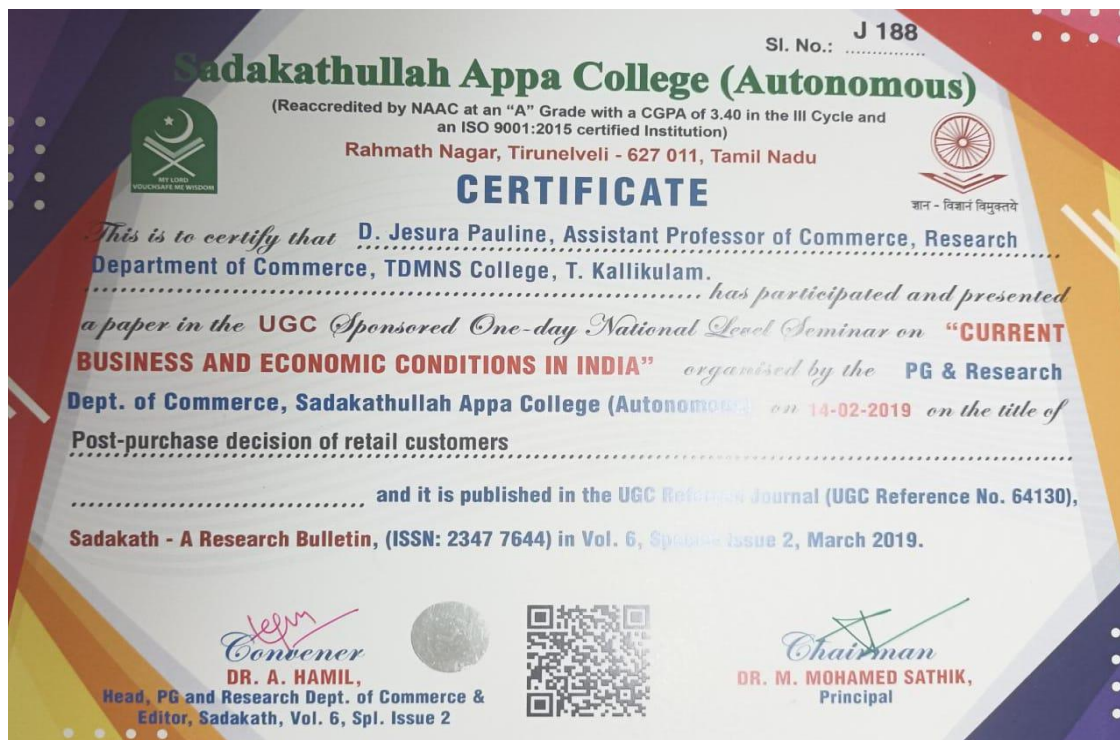 Sl. No.: J 188
Sadakathullah Appa College (Autonomous)
(Reaccredited by NAAC at an “A” Grade with a CGPA of 3.40 in the III Cycle and
an ISO 9001:2015 certified Institution)
Rahmath Nagar, Tirunelveli - 627 011, Tamil Nadu
MY LORD
VOUCHSAFE ME WISDOM
CERTIFICATE
ज्ञान - विज्ञानं विमुक्तये
This is to certify that D. Jesura Pauline, Assistant Professor of Commerce, Research
Department of Commerce, TDMNS College, T. Kallikulam.
has participated and presented
a paper in the UGC Sponsored One-day National Level Seminar on “CURRENT
BUSINESS AND ECONOMIC CONDITIONS IN INDIA” organised by the PG & Research
Dept. of Commerce, Sadakathullah Appa College (Autonomous) on 14-02-2019 on the title of
Post-purchase decision of retail customers
and it is published in the UGC Journal (UGC Reference No. 64130),
Sadakath - A Research Bulletin, (ISSN: 2347 7644) in Vol. 6, Special Issue 2, March 2019.
Convener
DR. A. HAMIL,
Head, PG and Research Dept. of Commerce &
Editor, Sadakath, Vol. 6, Spl. Issue 2
Chairman
DR. M. MOHAMED SATHIK,
Principal